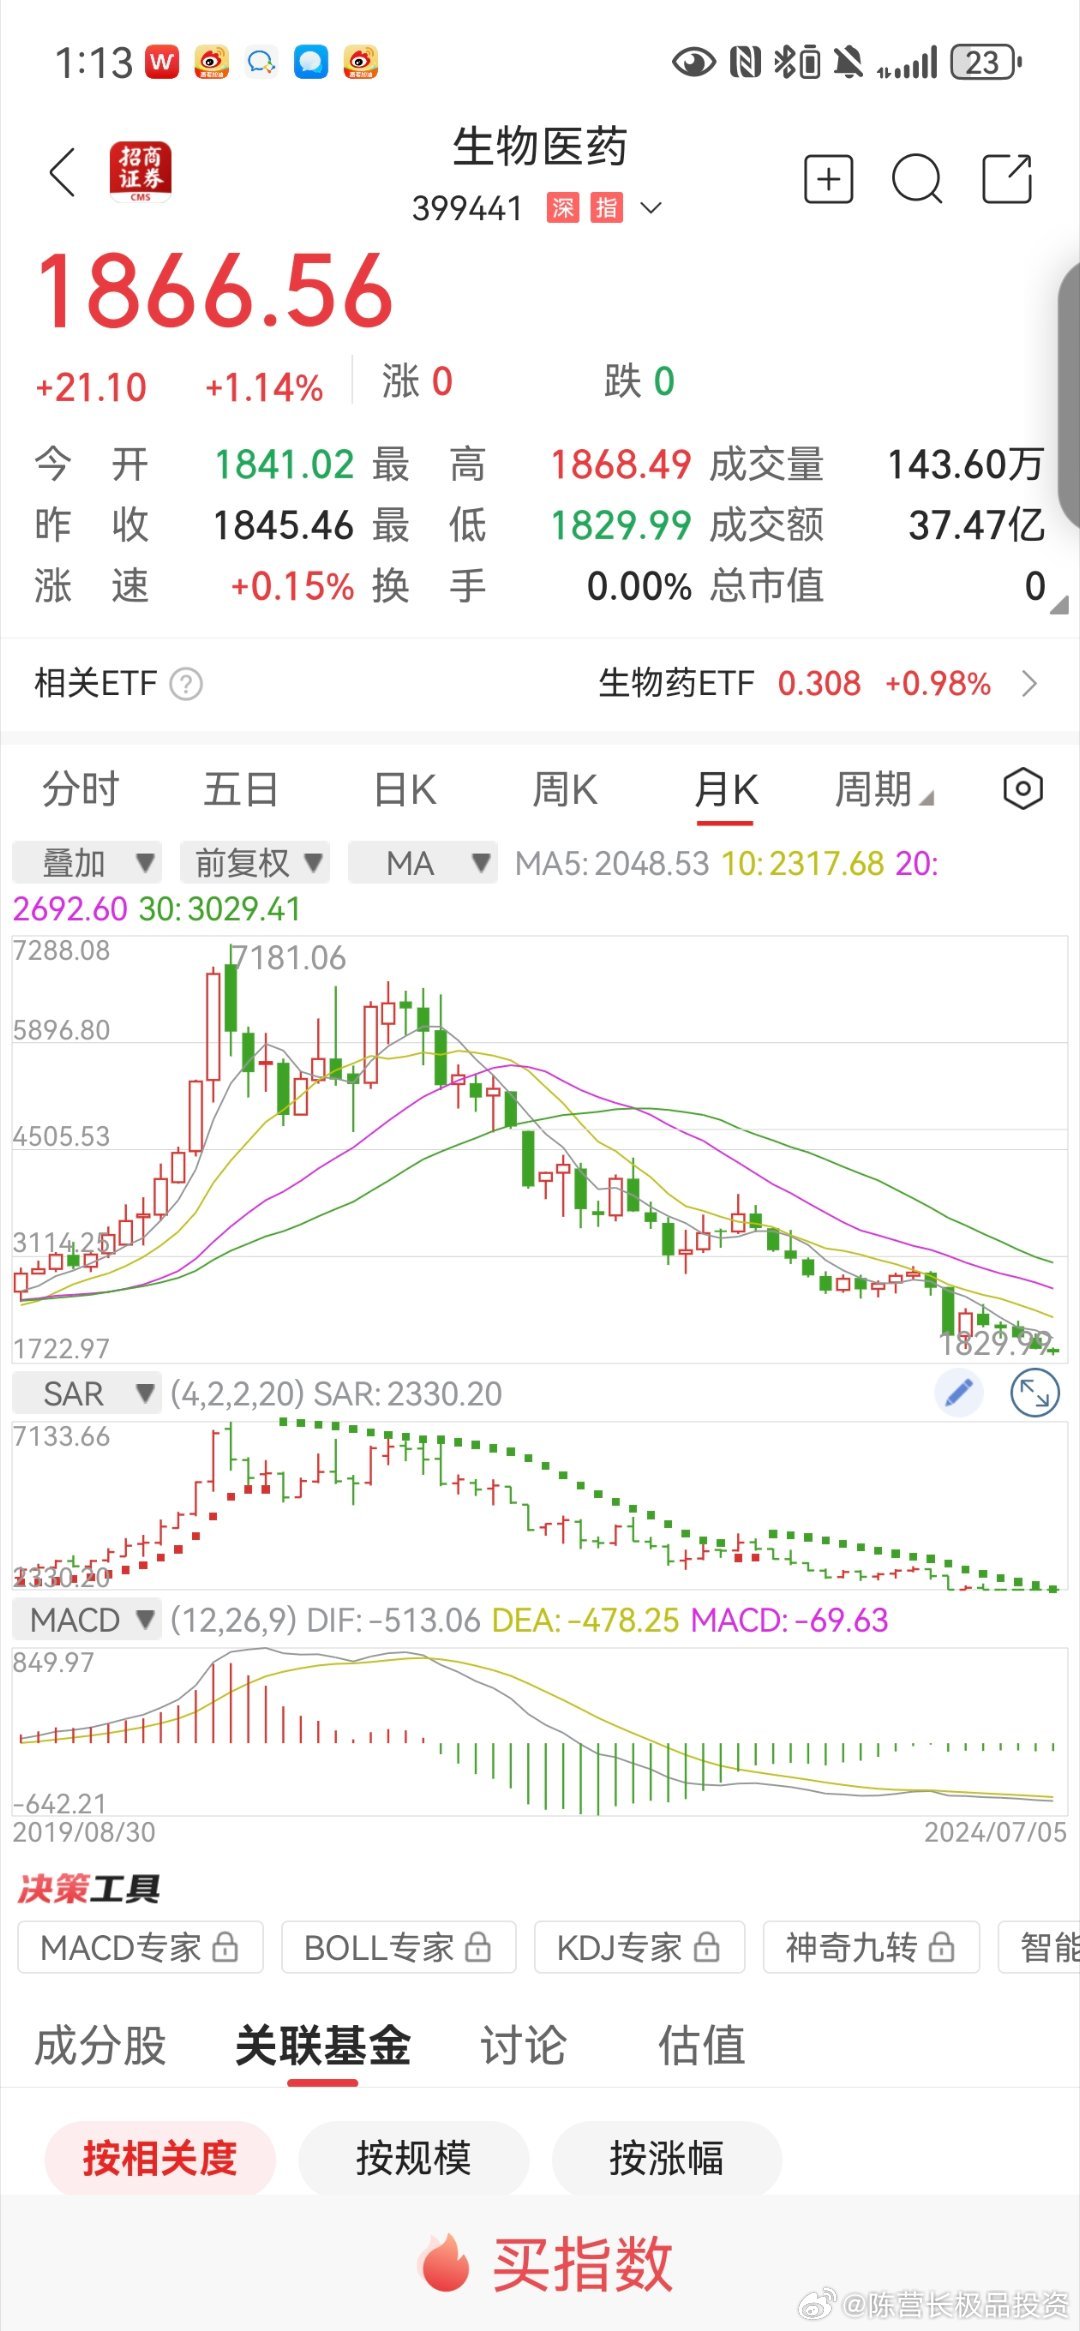 1:13 23
招商证券 CMS
生物医药
399441 深 指
1866.56
+21.10 +1.14% 涨 0 跌 0
今开 1841.02 最高 1868.49 成交量 143.60万
昨收 1845.46 最低 1829.99 成交额 37.47亿
涨速 +0.15% 换手 0.00% 总市值 0
相关ETF ? 生物药ETF 0.308 +0.98%
分时 五日 日K 周K 月K 周期
叠加 前复权 MA MA5:2048.53 10:2317.68 20:
2692.60 30:3029.41
7288.08
7181.06
5896.80
4505.53
3114.25
1829.99
1722.97
SAR (4,2,2,20) SAR:2330.20
7133.66
2330.20
MACD (12,26,9) DIF:-513.06 DEA:-478.25 MACD:-69.63
849.97
-642.21
2019/08/30 2024/07/05
决策工具
MACD专家 BOLL专家 KDJ专家 神奇九转 智能
成分股 关联基金 讨论 估值
按相关度 按规模 按涨幅
买指数
@陈营长极品投资